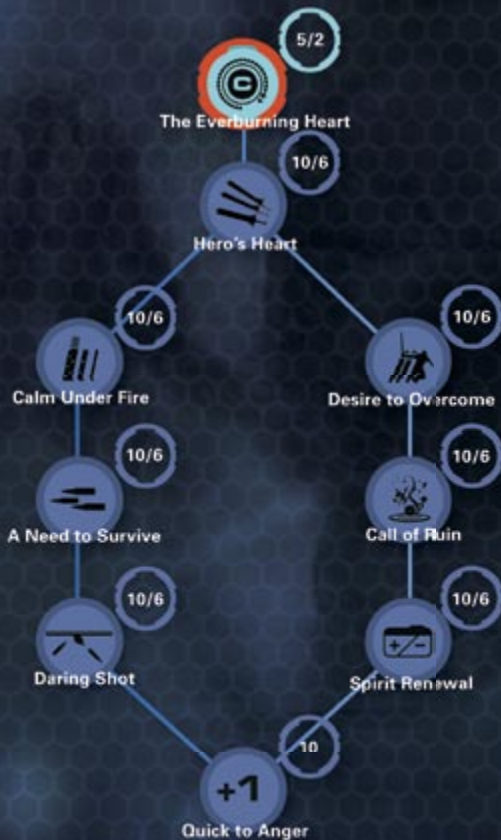 5/2
The Everburning Heart
10/6
Hero's Heart
10/6
10/6
Calm Under Fire
Desire to Overcome
10/6
10/6
A Need to Survive
Call of Ruin
10/6
10/6
+/-
Daring Shot
Spirit Renewal
10
+1
Quick to Anger